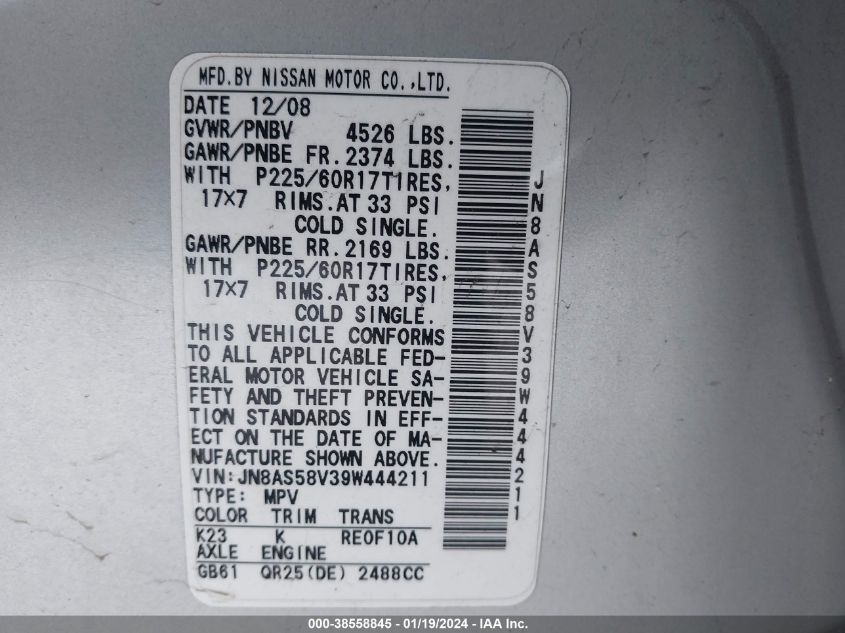 MFD.BY NISSAN MOTOR CO.,LTD.
DATE 12/08
GVWR/PNBV 4526 LBS.
GAWR/PNBE FR.2374 LBS.
WITH P225/60R17TIRES,
17X7 RIMS.AT 33 PSI
COLD SINGLE.
GAWR/PNBE RR.2169 LBS.
WITH P225/60R17TIRES,
17X7 RIMS.AT 33 PSI
COLD SINGLE.
THIS VEHICLE CONFORMS
TO ALL APPLICABLE FED-
ERAL MOTOR VEHICLE SA-
FETY AND THEFT PREVEN-
TION STANDARDS IN EFF-
ECT ON THE DATE OF MA-
NUFACTURE SHOWN ABOVE.
VIN:JN8AS58V39W444211
TYPE: MPV
COLOR TRIM TRANS
K23 K RE0F10A
AXLE ENGINE
GB61 QR25(DE) 2488CC
JN8AS58V39W444211
000-38558845 - 01/19/2024 - IAA Inc.